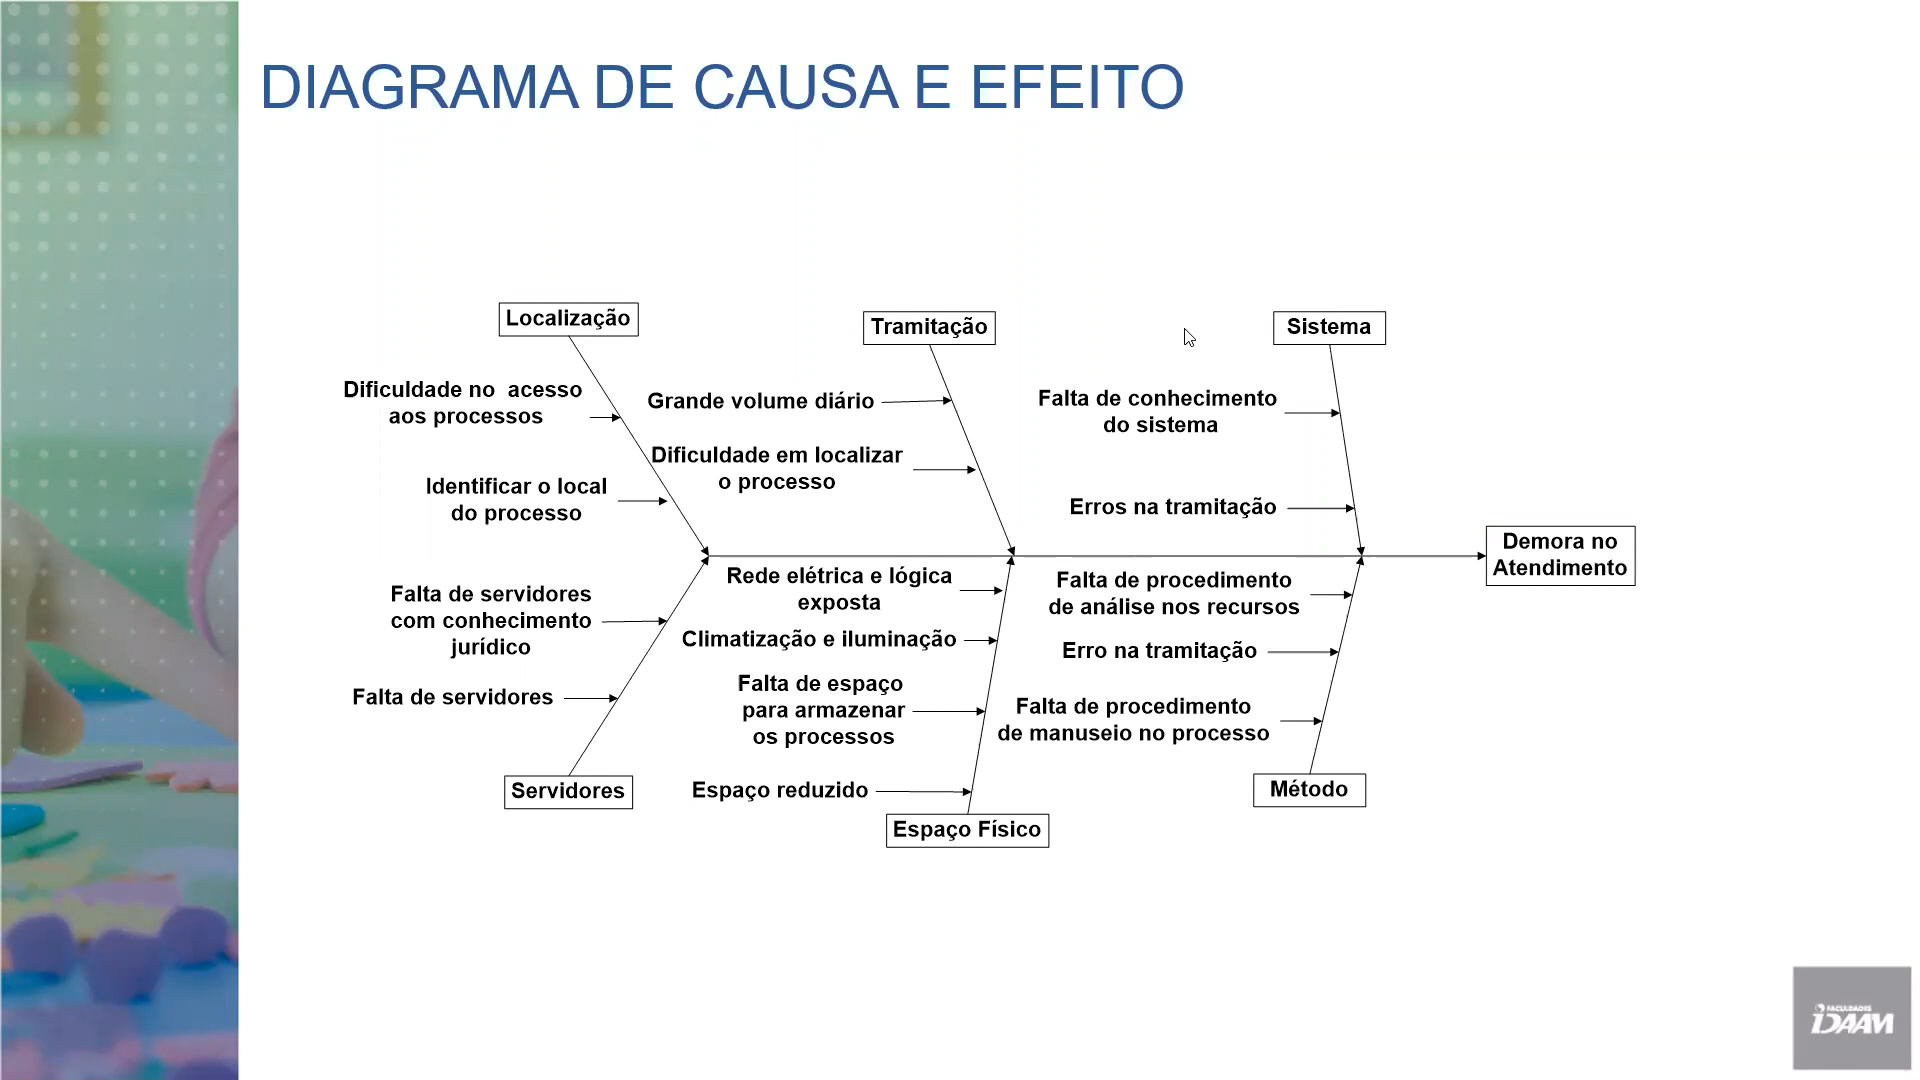 DIAGRAMA DE CAUSA E EFEITO
Localização
Tramitação
Sistema
Dificuldade no  acesso
aos processos
Grande volume diário
Falta de conhecimento
do sistema
Dificuldade em localizar
o processo
Identificar o local
do processo
Erros na tramitação
Demora no
Atendimento
Rede elétrica e lógica
exposta
Falta de procedimento
de análise nos recursos
Falta de servidores
com conhecimento
jurídico
Climatização e iluminação
Erro na tramitação
Falta de espaço
para armazenar
os processos
Falta de servidores
Falta de procedimento
de manuseio no processo
Espaço reduzido
Servidores
Espaço Físico
Método
FACULDADES
IDAAM